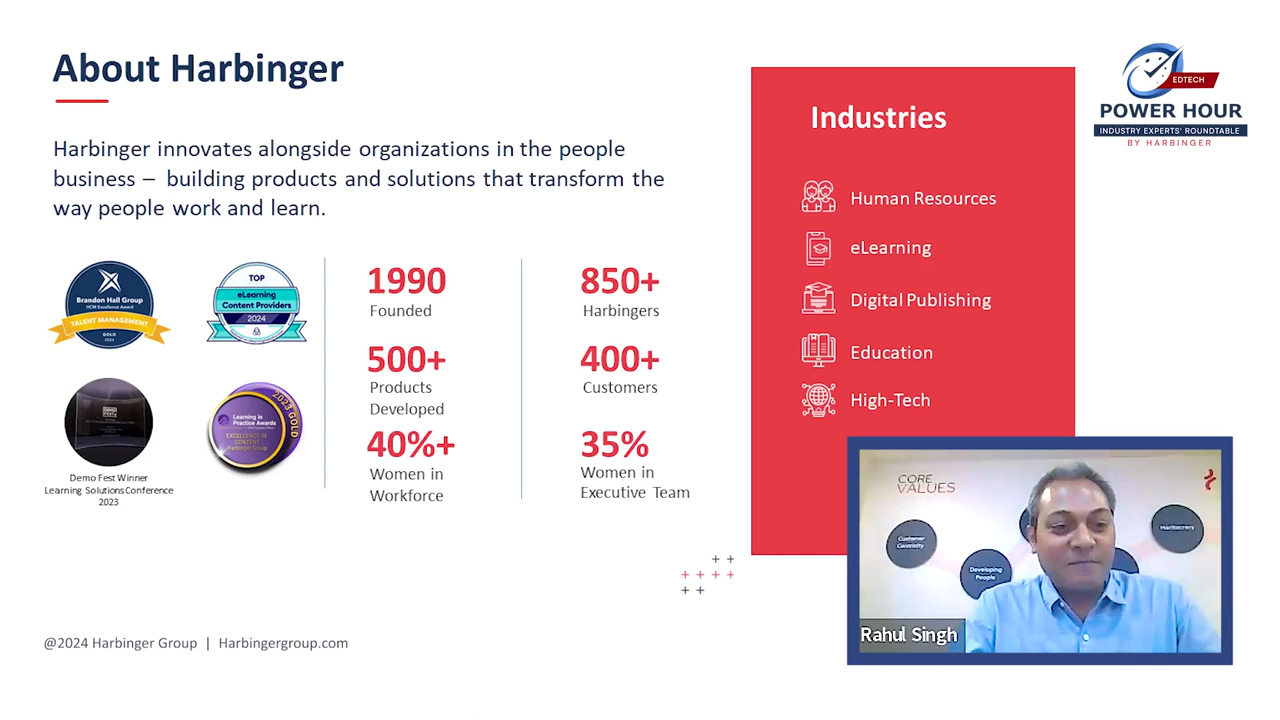 About Harbinger
Harbinger innovates alongside organizations in the people
business – building products and solutions that transform the
way people work and learn.
Brandon Hall Group
HCM Excellence Award
TALENT MANAGEMENT
GOLD
TOP
eLearning
Content Providers
2024
Demo Fest Winner
Learning Solutions Conference
2023
2023 GOLD
Learning in
Practice Awards
EXCELLENCE IN
CONTENT
Harbinger Group
1990
Founded
850+
Harbingers
500+
Products
Developed
400+
Customers
40%+
Women in
Workforce
35%
Women in
Executive Team
Industries
Human Resources
eLearning
Digital Publishing
Education
High-Tech
EDTECH
POWER HOUR
INDUSTRY EXPERTS' ROUNDTABLE
BY HARBINGER
CORE
VALUES
Customer
Centricity
Developing
People
Meritocracy
Rahul Singh
@2024 Harbinger Group | Harbingergroup.com